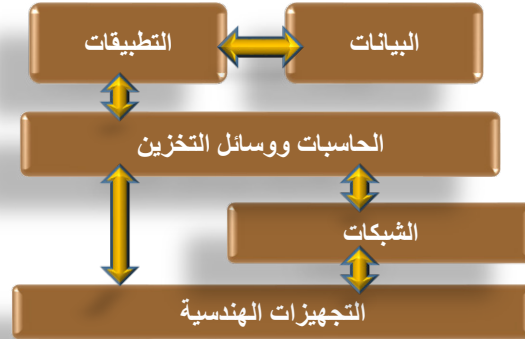 البيانات
التطبيقات
الحاسبات ووسائل التخزين
الشبكات
التجهيزات الهندسية